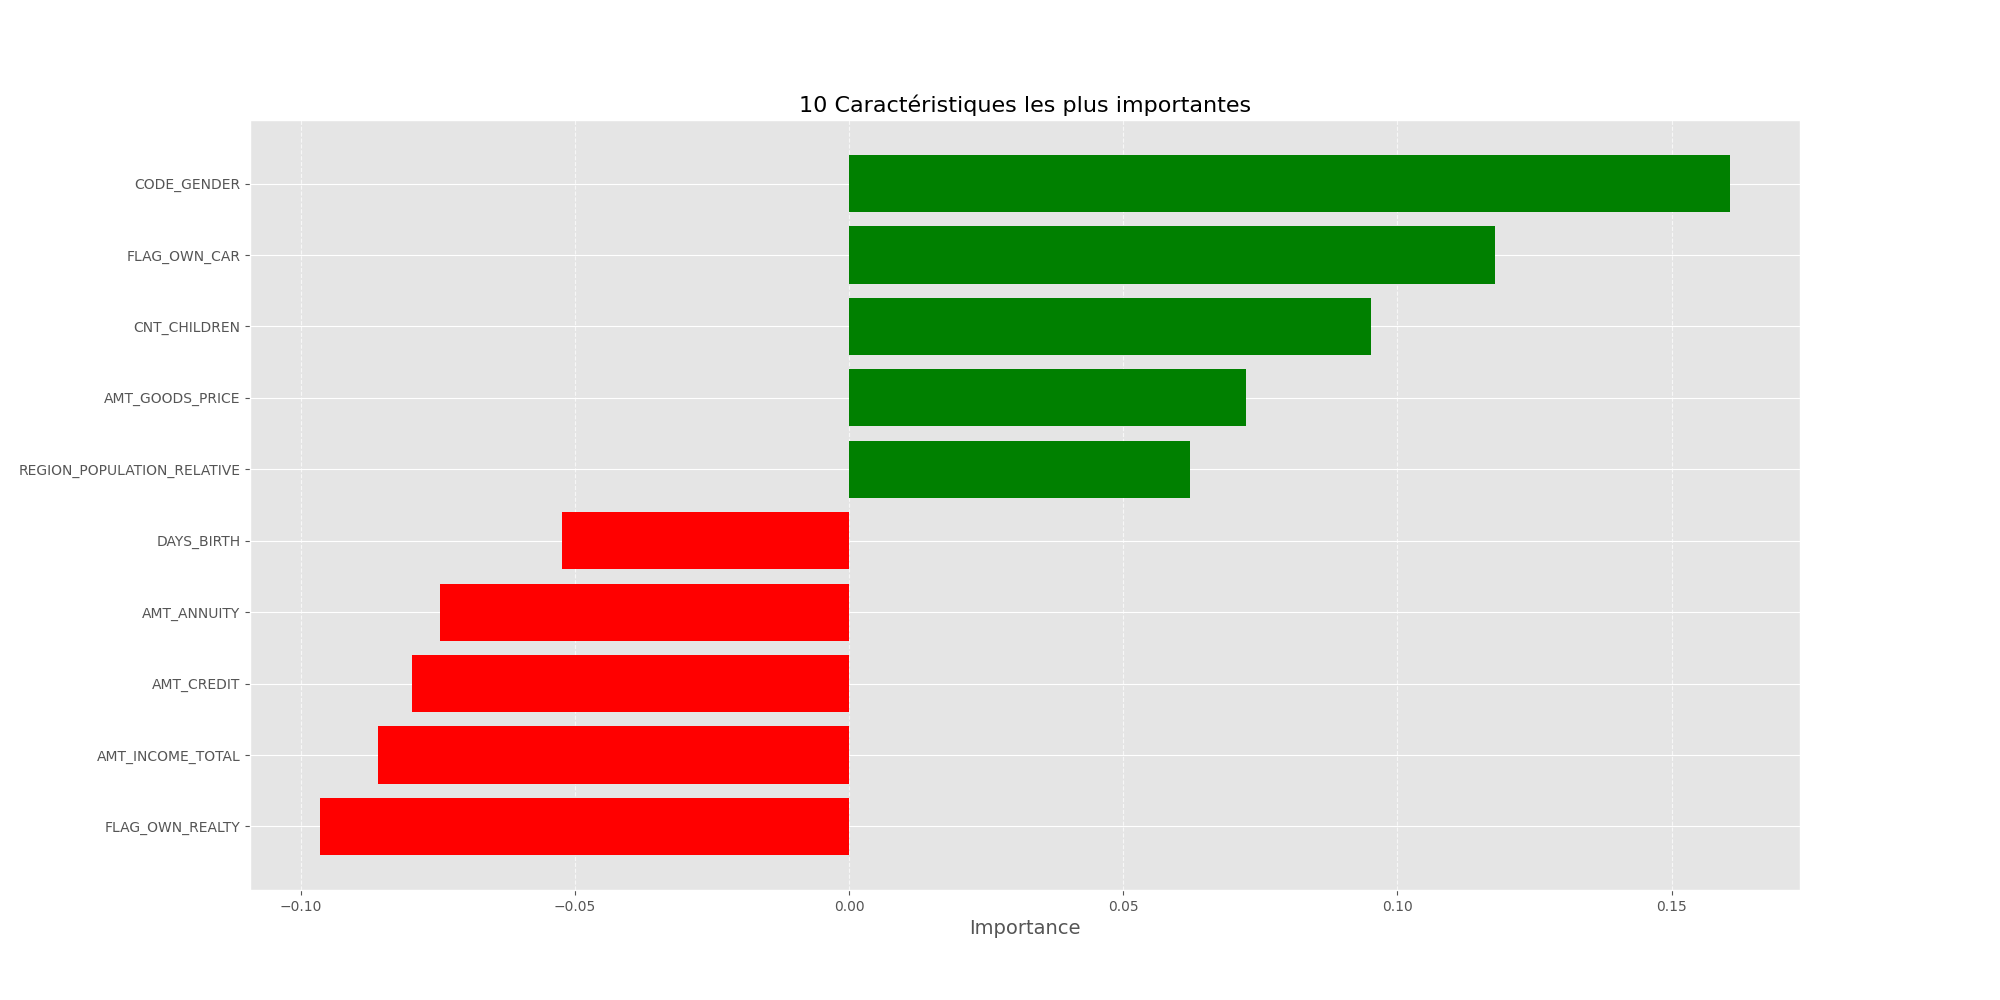 10 Caractéristiques les plus importantes
CODE_GENDER
FLAG_OWN_CAR
CNT_CHILDREN
AMT_GOODS_PRICE
REGION_POPULATION_RELATIVE
DAYS_BIRTH
AMT_ANNUITY
AMT_CREDIT
AMT_INCOME_TOTAL
FLAG_OWN_REALTY
−0.10 −0.05 0.00 0.05 0.10 0.15
Importance